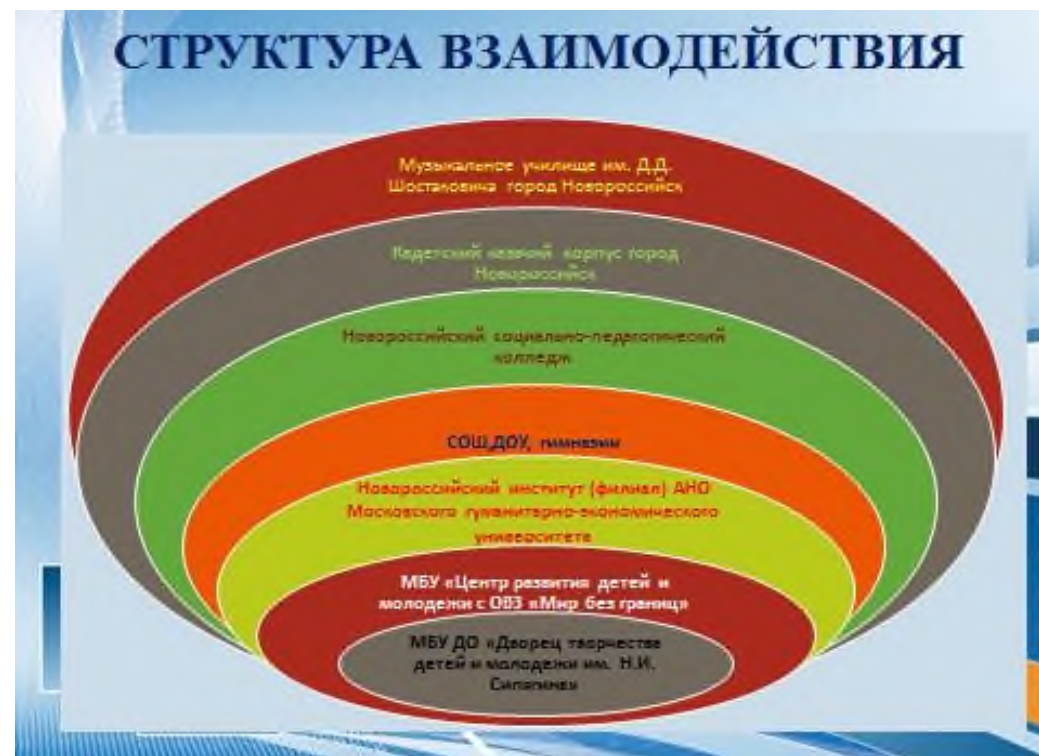 СТРУКТУРА ВЗАИМОДЕЙСТВИЯ
Музыкальное училище им. Д.Д.
Шостаковича город Новороссийск
Кадетский казачий корпус город
Новороссийск
Новороссийский социально-педагогический
колледж
СОШ,ДОУ, гимназии
Новороссийский институт (филиал) АНО
Московского гуманитарно-экономического
университета
МБУ «Центр развития детей и
молодежи с ОВЗ «Мир без границ»
МБУ ДО «Дворец творчества
детей и молодежи им. Н.И.
Сипягина»